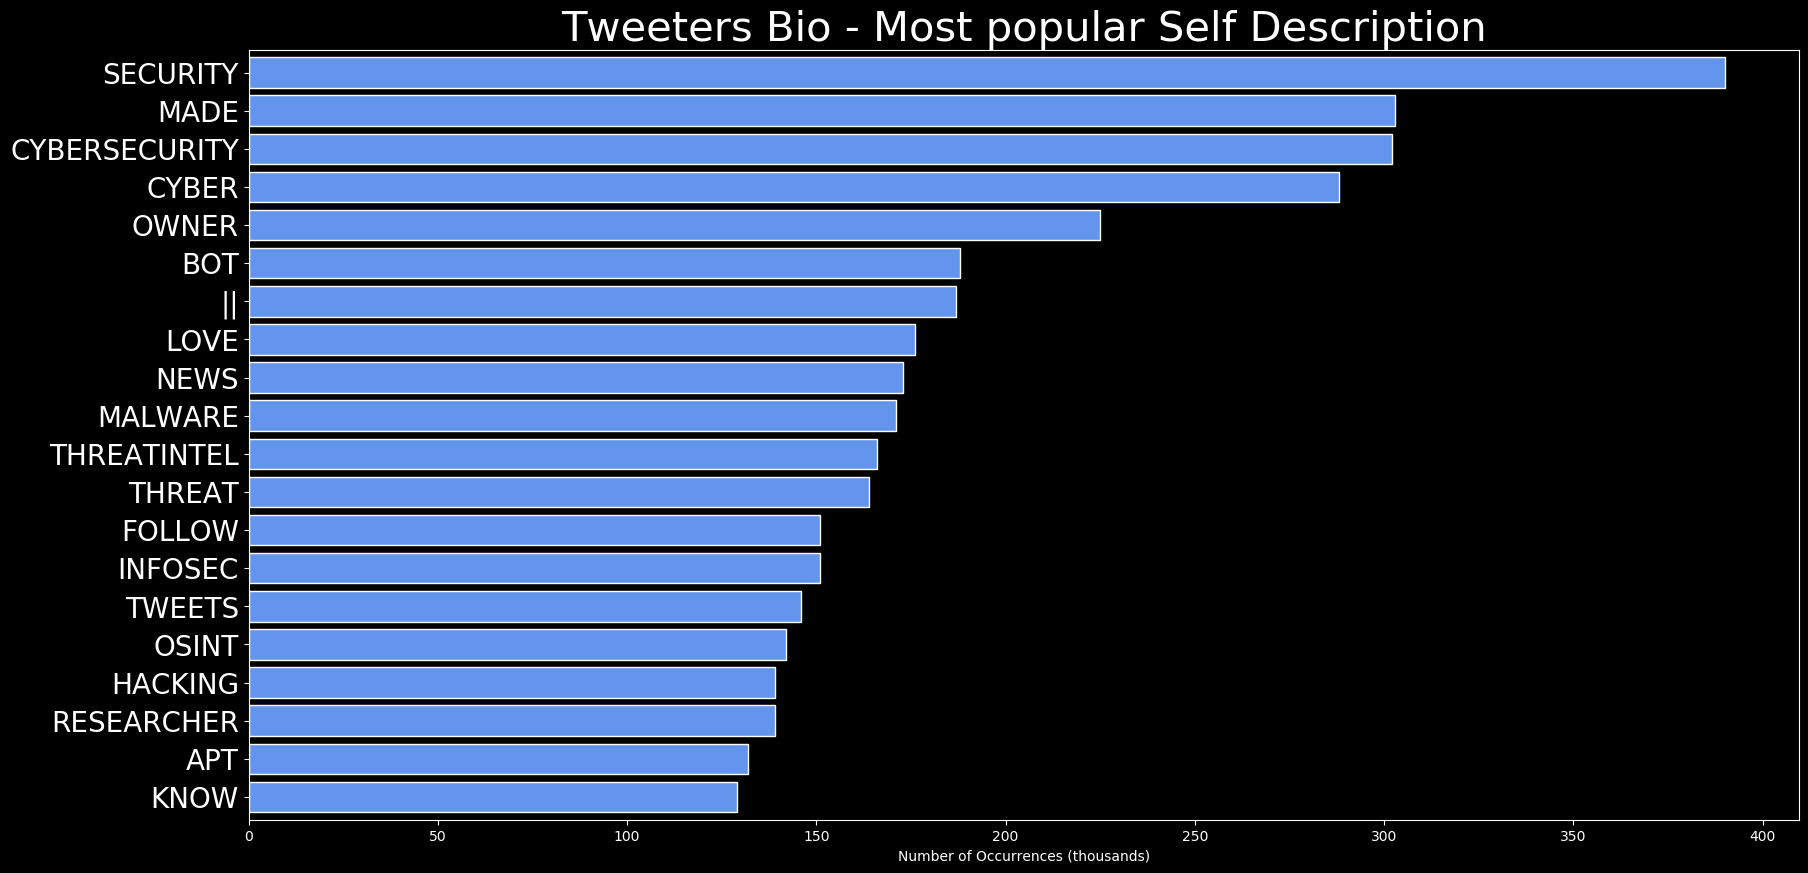 Tweeters Bio - Most popular Self Description
SECURITY
MADE
CYBERSECURITY
CYBER
OWNER
BOT
||
LOVE
NEWS
MALWARE
THREATINTEL
THREAT
FOLLOW
INFOSEC
TWEETS
OSINT
HACKING
RESEARCHER
APT
KNOW
0 50 100 150 200 250 300 350 400
Number of Occurrences (thousands)